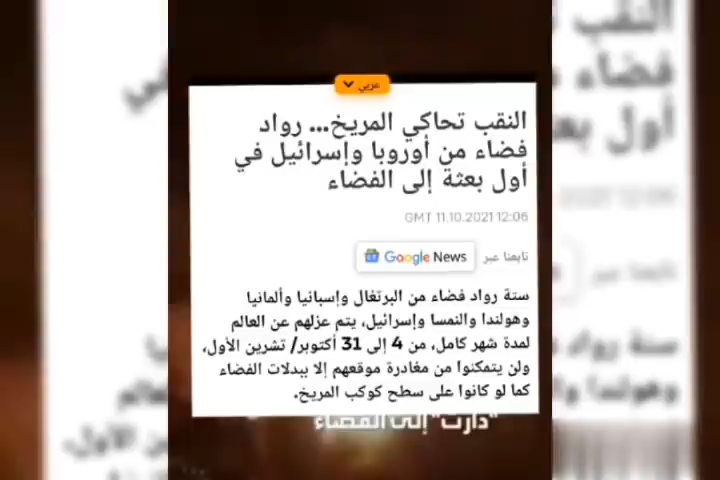 عربي
النقب تحاكي المريخ... رواد
فضاء من أوروبا وإسرائيل في
أول بعثة إلى الفضاء
GMT 11.10.2021 12:06
تابعنا عبر Google News
ستة رواد فضاء من البرتغال وإسبانيا وألمانيا
وهولندا والنمسا وإسرائيل، يتم عزلهم عن العالم
لمدة شهر كامل، من 4 إلى 31 أكتوبر/ تشرين الأول،
ولن يتمكنوا من مغادرة موقعهم إلا ببدلات الفضاء
كما لو كانوا على سطح كوكب المريخ.
"دارت" إلى الفضاء